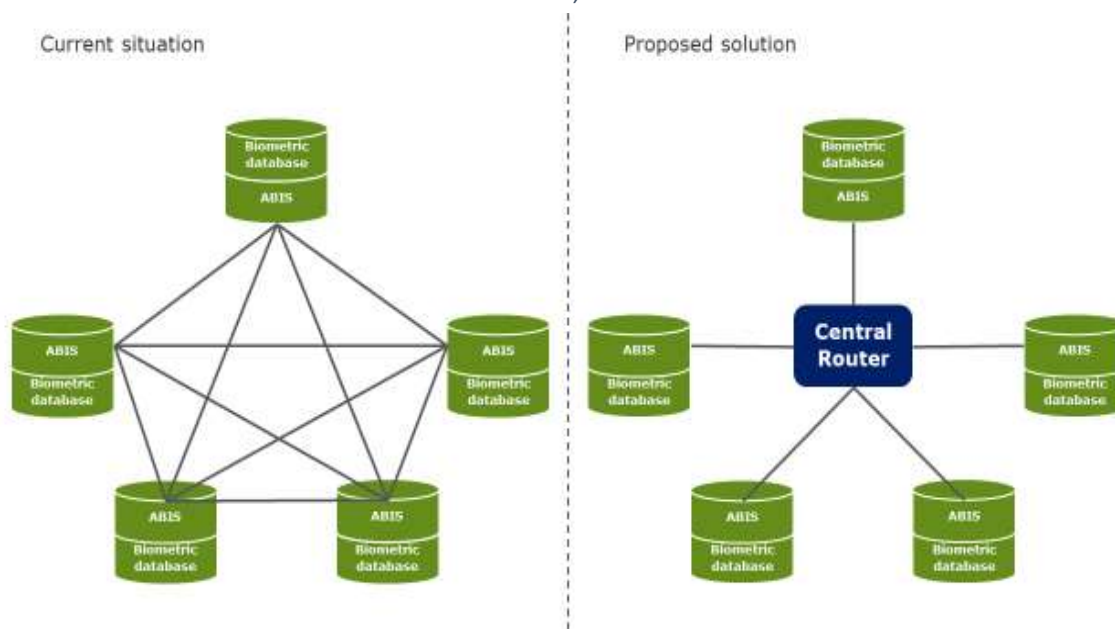 Current situation
Biometric
database
ABIS
ABIS
Biometric
database
ABIS
Biometric
database
ABIS
Biometric
database
ABIS
Biometric
database
Proposed solution
Biometric
database
ABIS
ABIS
Biometric
database
Central
Router
ABIS
Biometric
database
ABIS
Biometric
database
ABIS
Biometric
database